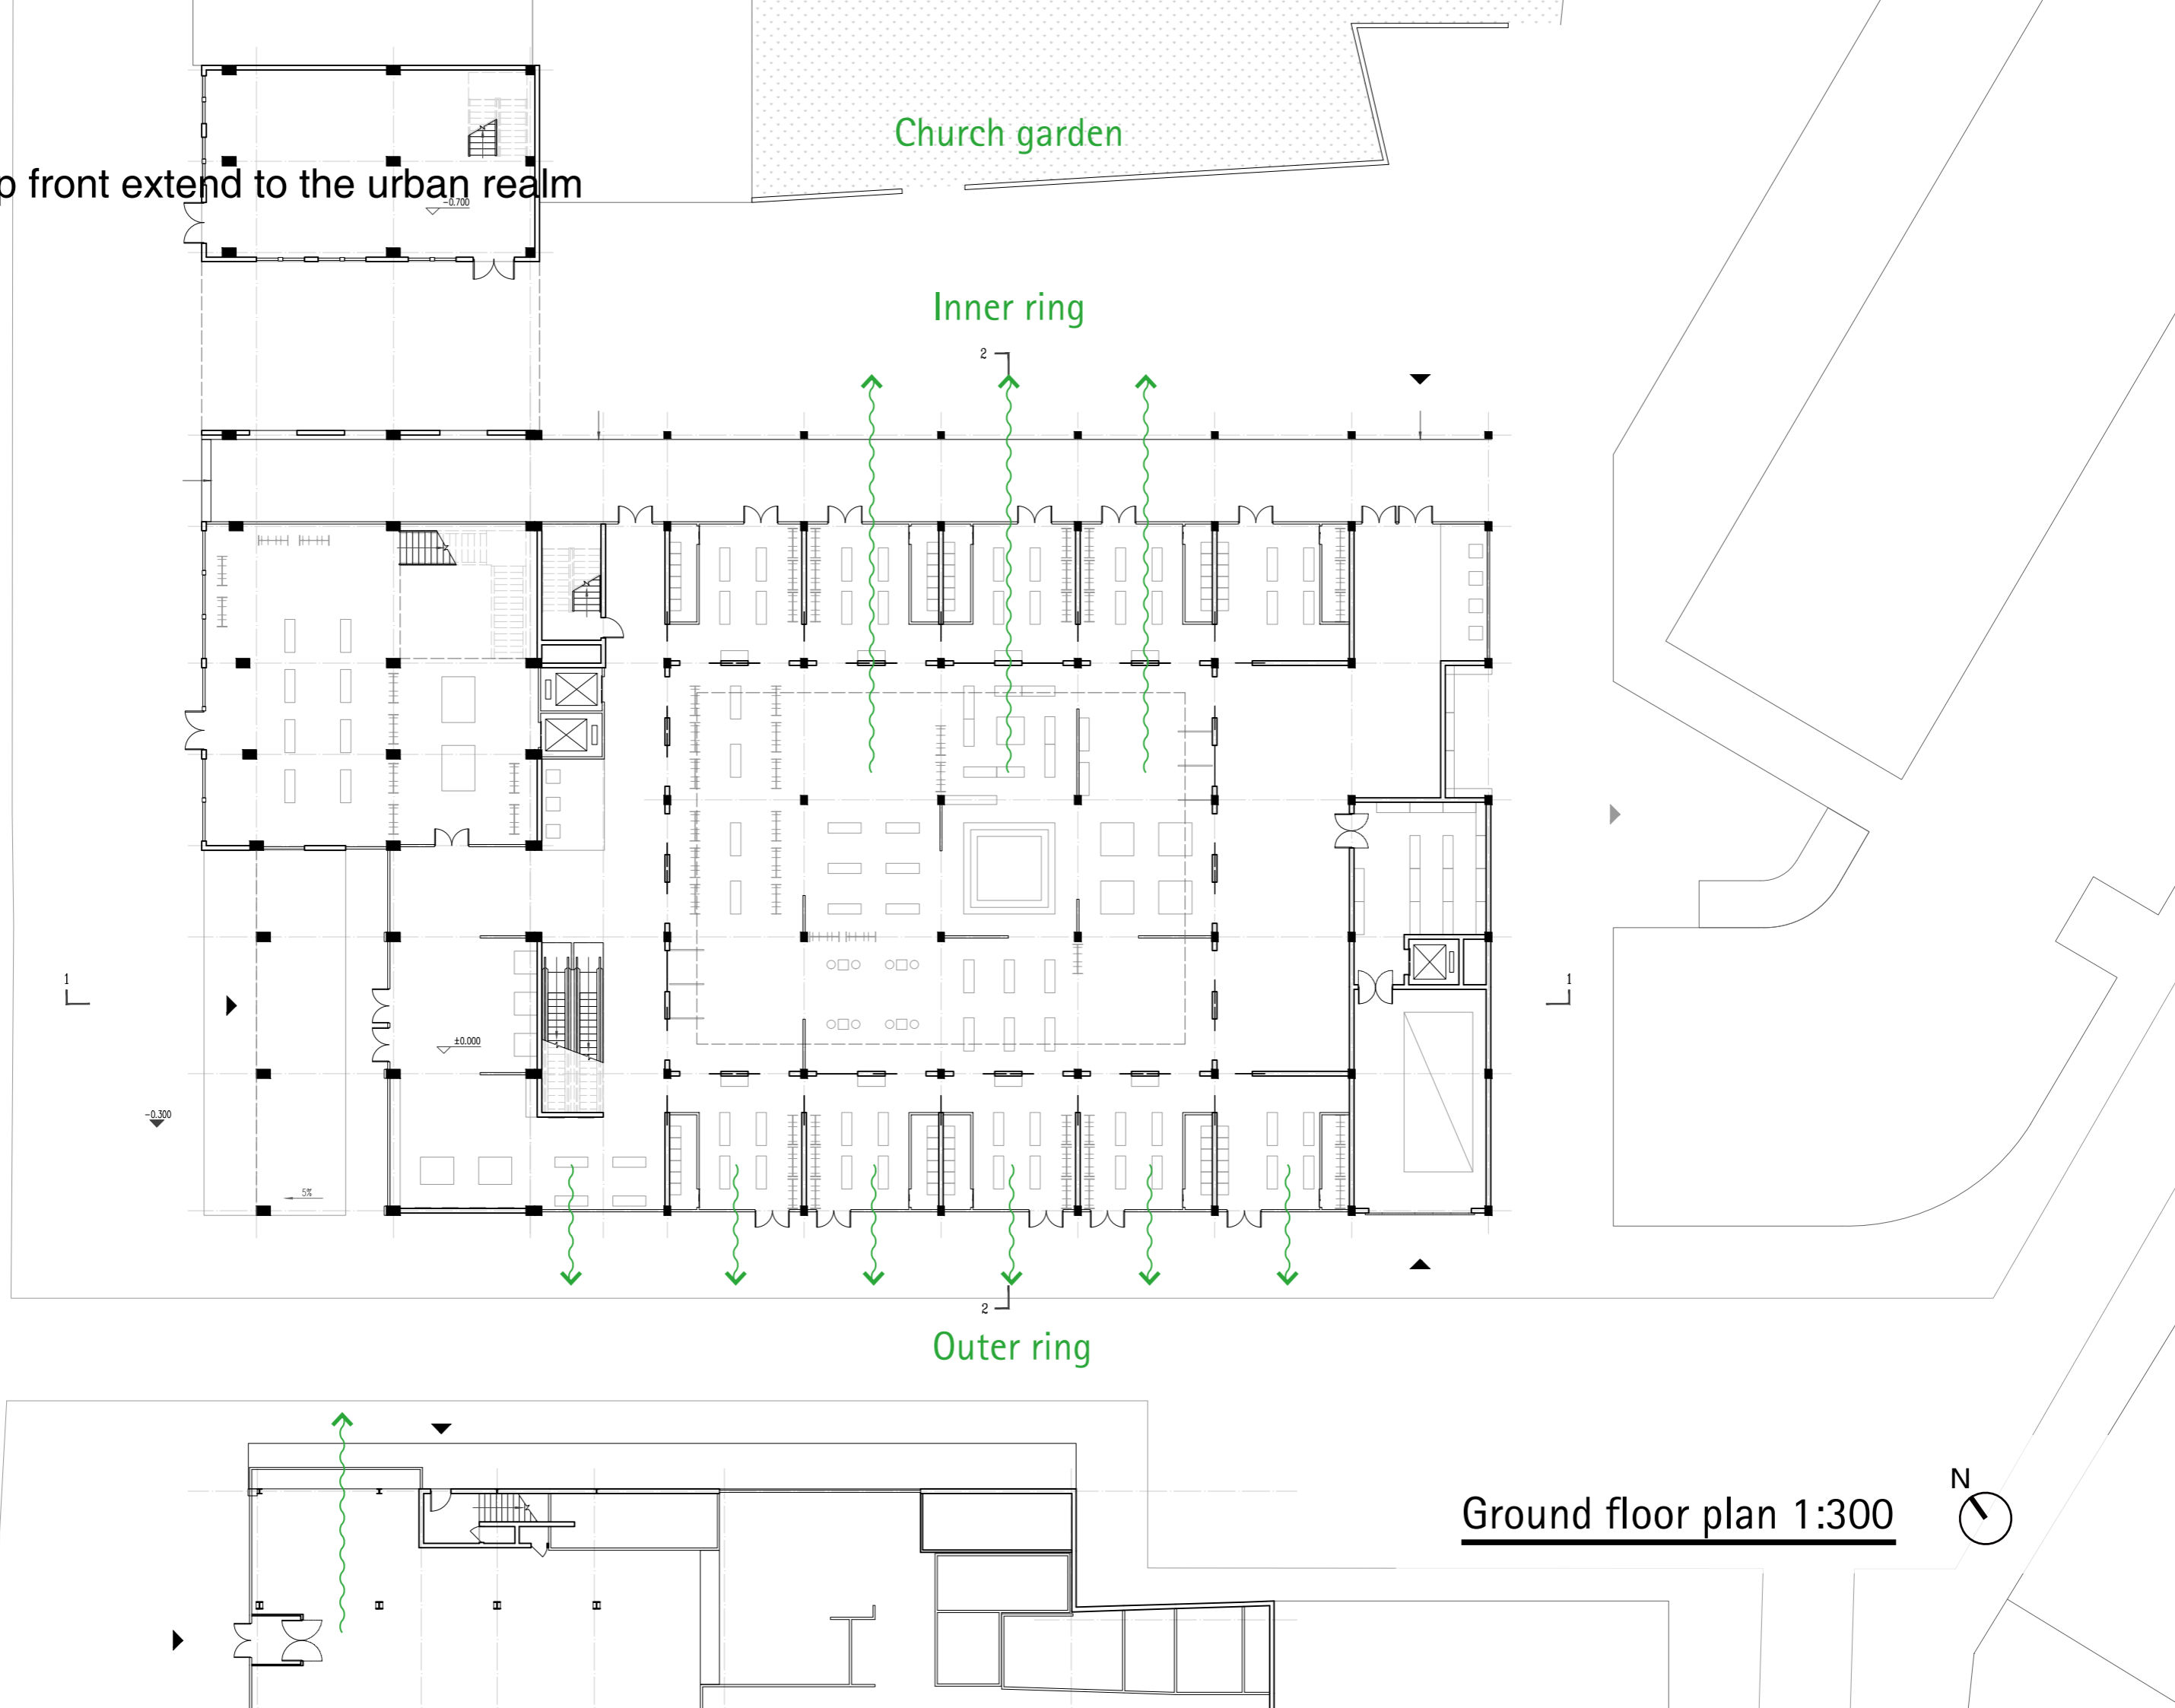 Church garden
p front extend to the urban realm
-0.700
Inner ring
2
1
1
±0.000
-0.300
5%
2
Outer ring
N
Ground floor plan 1:300